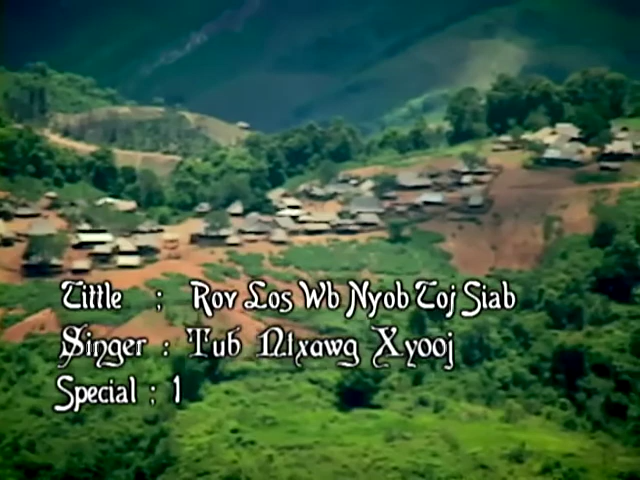 Tittle ; Rov Los Wb Nyob Toj Siab
Singer : Tub Ntxawg Xyooj
Special ; 1